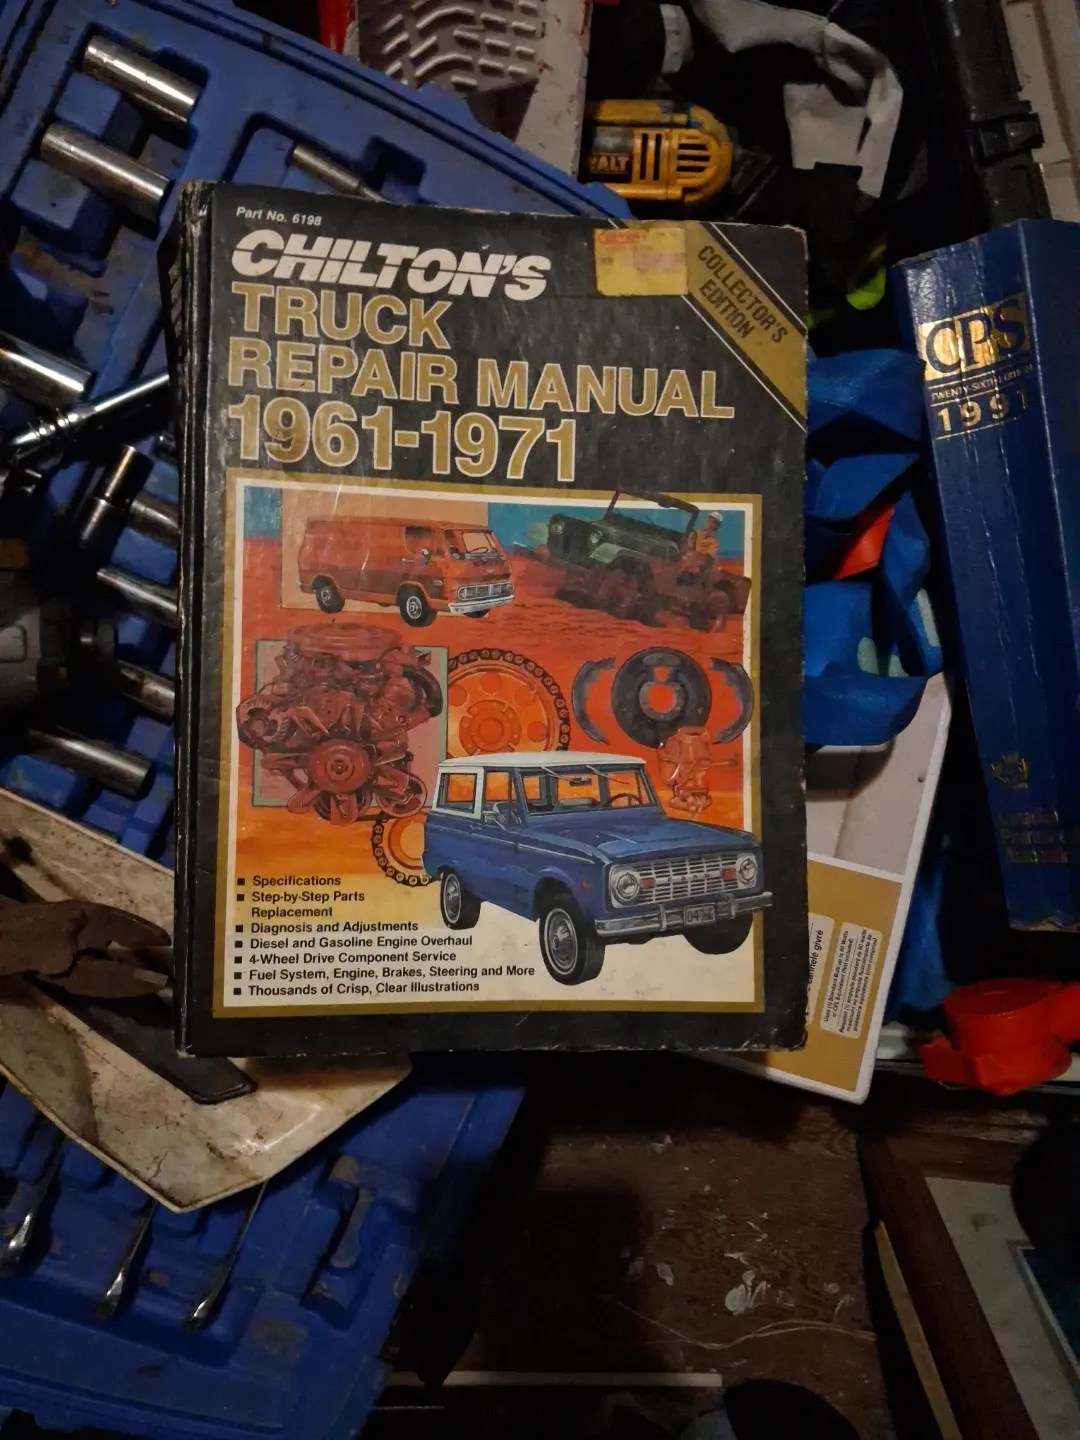 Part No. 6198
CHILTON'S
TRUCK
REPAIR MANUAL
1961-1971
COLLECTOR'S
EDITION
■ Specifications
■ Step-by-Step Parts
Replacement
■ Diagnosis and Adjustments
■ Diesel and Gasoline Engine Overhaul
■ 4-Wheel Drive Component Service
■ Fuel System, Engine, Brakes, Steering and More
■ Thousands of Crisp, Clear Illustrations
CPS
1991
Canadian